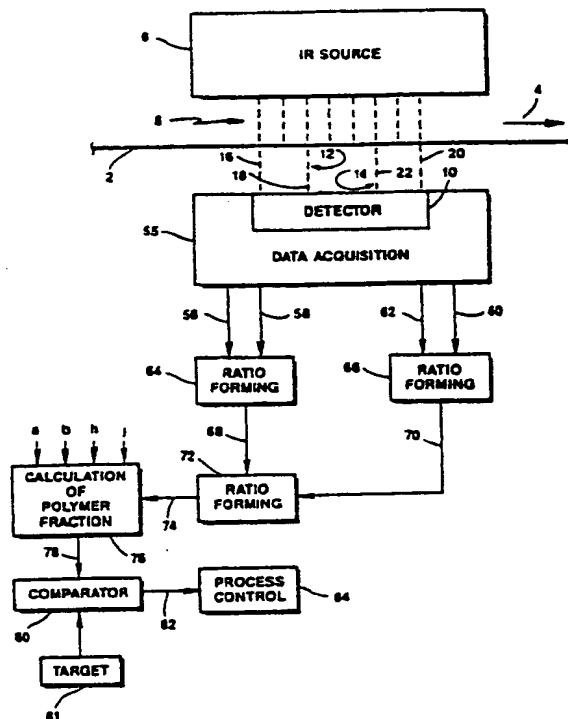 6
IR SOURCE
8
4
2
16
12
20
18
14
22
10
DETECTOR
55
DATA ACQUISITION
56
58
62
60
64
RATIO
FORMING
66
RATIO
FORMING
68
70
a b h j
72
CALCULATION
OF
POLYMER
FRACTION
RATIO
FORMING
74
78
76
COMPARATOR
80
82
PROCESS
CONTROL
84
TARGET
81